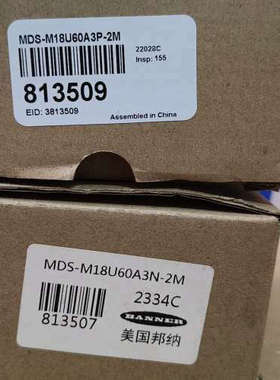 MDS-M18U60A3P-2M
22028C
Insp: 155
813509
EID: 3813509
Assembled in China
MDS-M18U60A3N-2M
2334C
BANNER
813507
美国邦纳